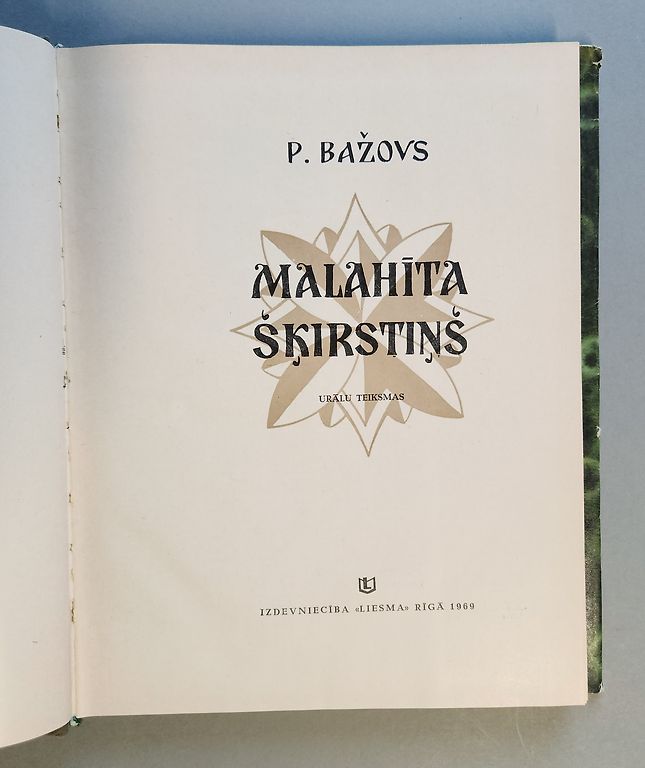 P. BAŽOVS
MALAHĪTA
ŠĶIRSTIŅŠ
URĀLU TEIKSMAS
L
IZDEVNIECĪBA «LIESMA» RĪGĀ 1969